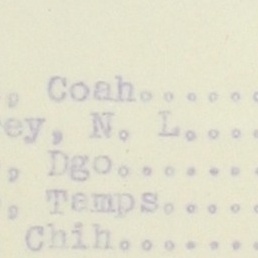 , Coah......
ey, N. L....
, Dgo.......
, Tamps.....
Chih.......